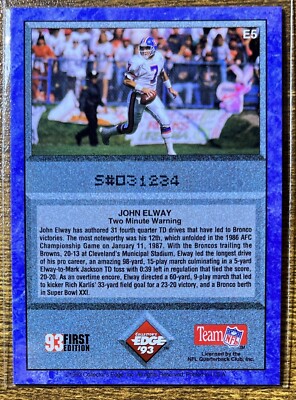 E5
7
S#031234
JOHN ELWAY
Two Minute Warning
John Elway has authored 31 fourth quarter TD drives that have led to Bronco
victories. The most noteworthy was his 12th, which unfolded in the 1986 AFC
Championship Game on January 11, 1987. With the Broncos trailing the
Browns, 20-13 at Cleveland's Municipal Stadium, Elway led the longest drive
of his pro career, an amazing 98-yard, 15-play march culminating in a 5-yard
Elway-to-Mark Jackson TD toss with 0:39 left in regulation that tied the score,
20-20. As an overtime encore, Elway directed a 60-yard, 9-play march that led
to kicker Rich Karlis' 33-yard field goal for a 23-20 victory, and a Bronco berth
in Super Bowl XXI.
93 FIRST
EDITION
COLLECTOR'S
EDGE
'93
Team NFL
Licensed by the
NFL Quarterback Club, Inc.